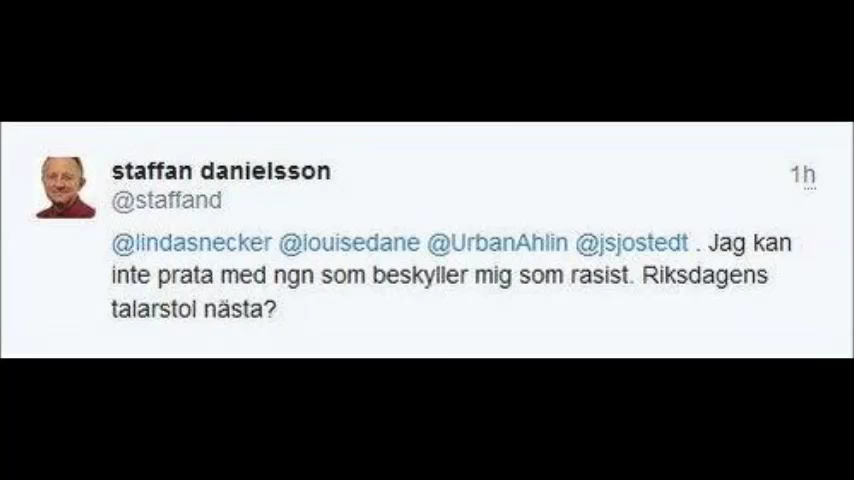 staffan danielsson
1h
@staffand
@lindasnecker @louisedane @UrbanAhlin @jsjostedt . Jag kan
inte prata med ngn som beskyller mig som rasist. Riksdagens
talarstol nästa?